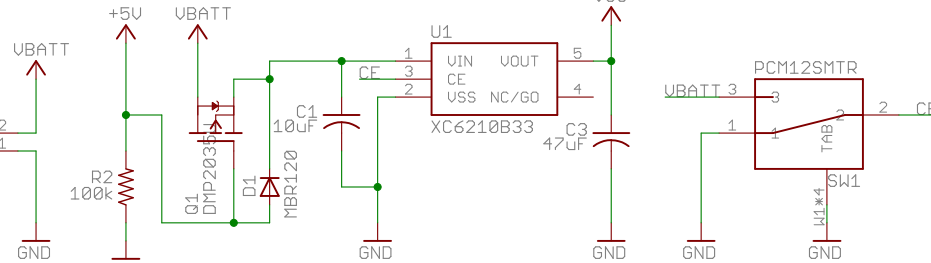 +5V
VBATT
VBATT
U1
1
VIN
VOUT
5
CE
3
CE
2
VSS
NC/GO
4
XC6210B33
C1
10uF
C3
47uF
R2
100k
Q1
DMP2035U
D1
MBR120
2
1
GND
GND
GND
PCM12SMTR
VBATT
3
3
1
1
2
2
TAB
SW1
W1*4
GND
GND